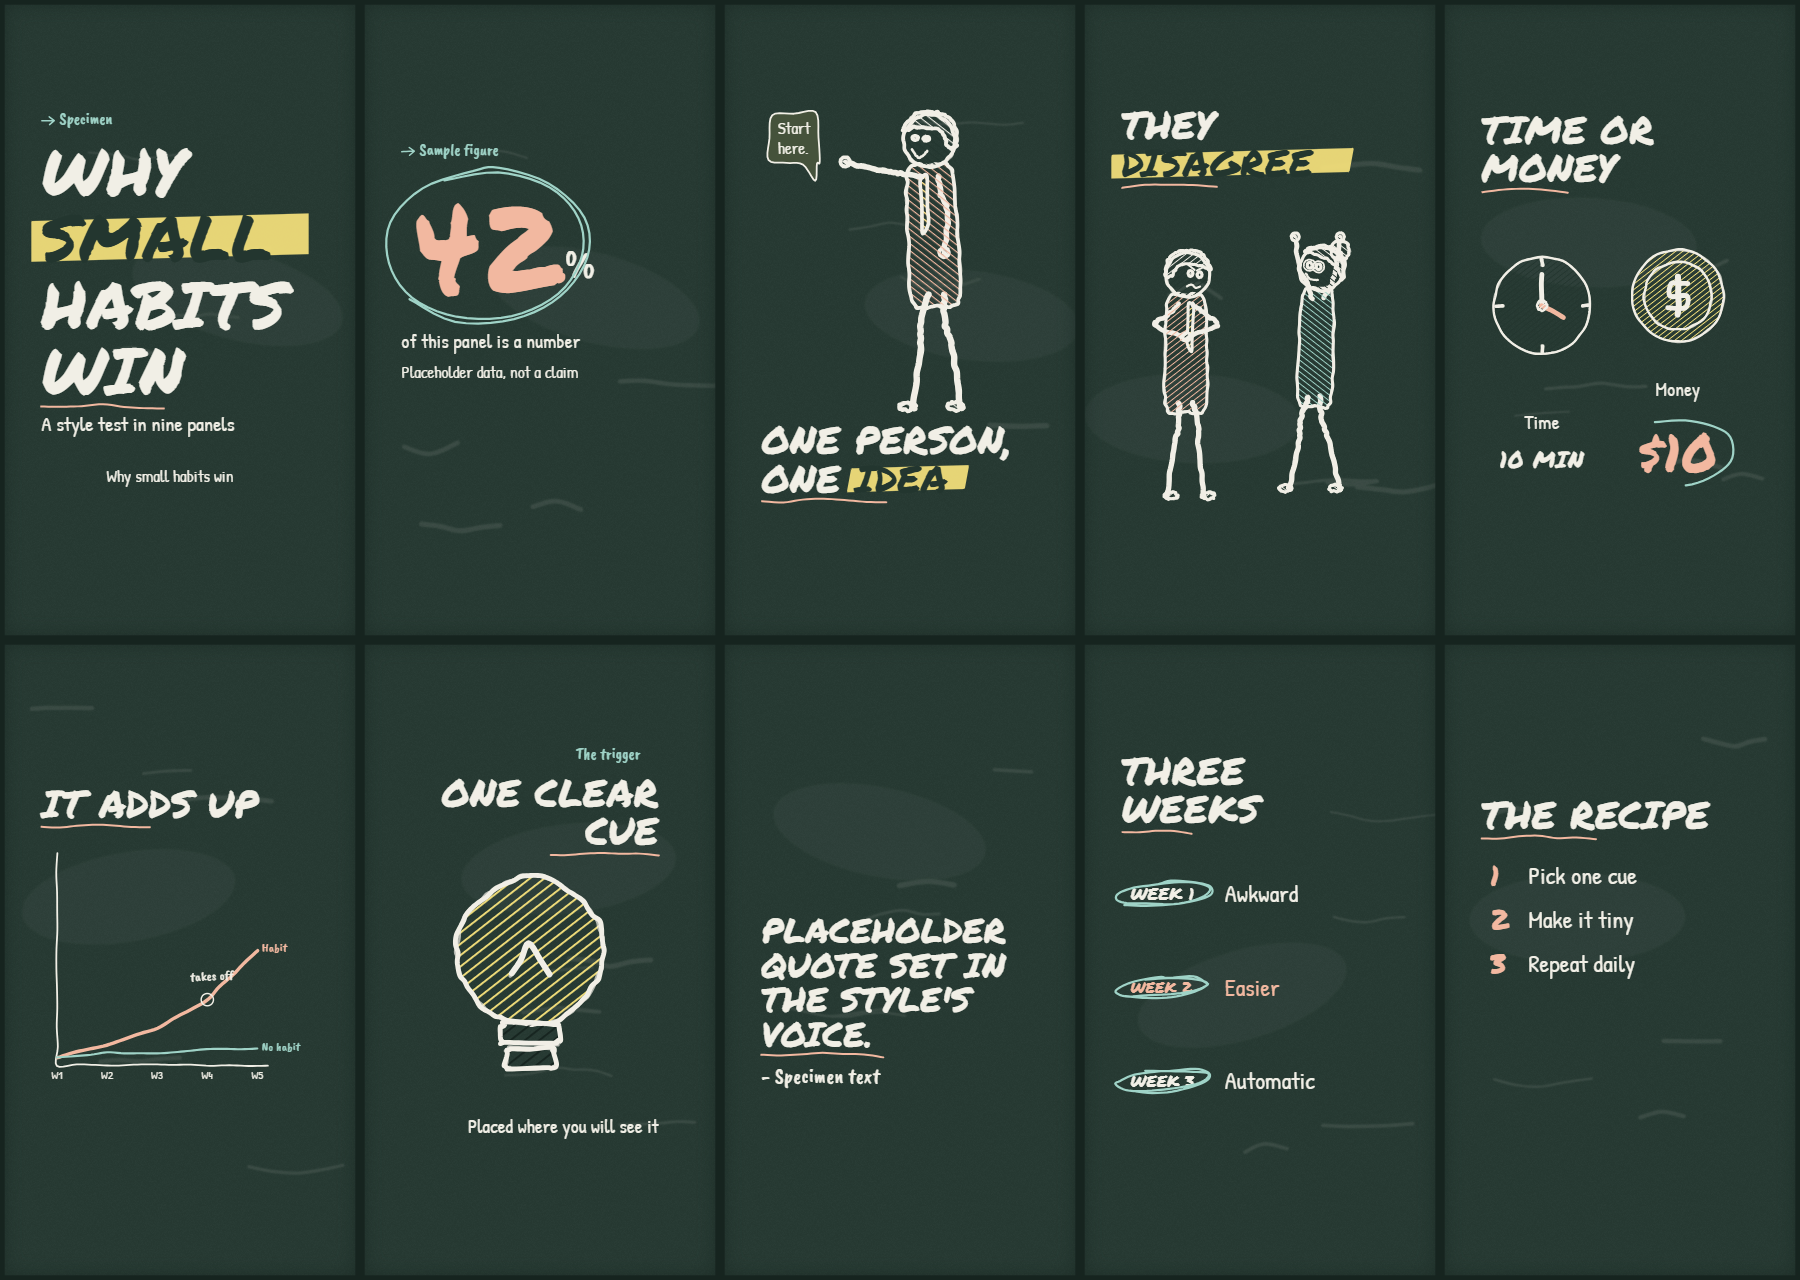 → Specimen
WHY
SMALL
HABITS
WIN
A style test in nine panels
Why small habits win
→ Sample figure
42%
of this panel is a number
Placeholder data, not a claim
Start
here.
ONE PERSON,
ONE IDEA
THEY
DISAGREE
TIME OR
MONEY
$
Time
10 MIN
Money
$10
IT ADDS UP
Habit
takes off
No habit
W1 W2 W3 W4 W5
The trigger
ONE CLEAR
CUE
Placed where you will see it
PLACEHOLDER
QUOTE SET IN
THE STYLE'S
VOICE.
– Specimen text
THREE
WEEKS
WEEK 1 Awkward
WEEK 2 Easier
WEEK 3 Automatic
THE RECIPE
1 Pick one cue
2 Make it tiny
3 Repeat daily